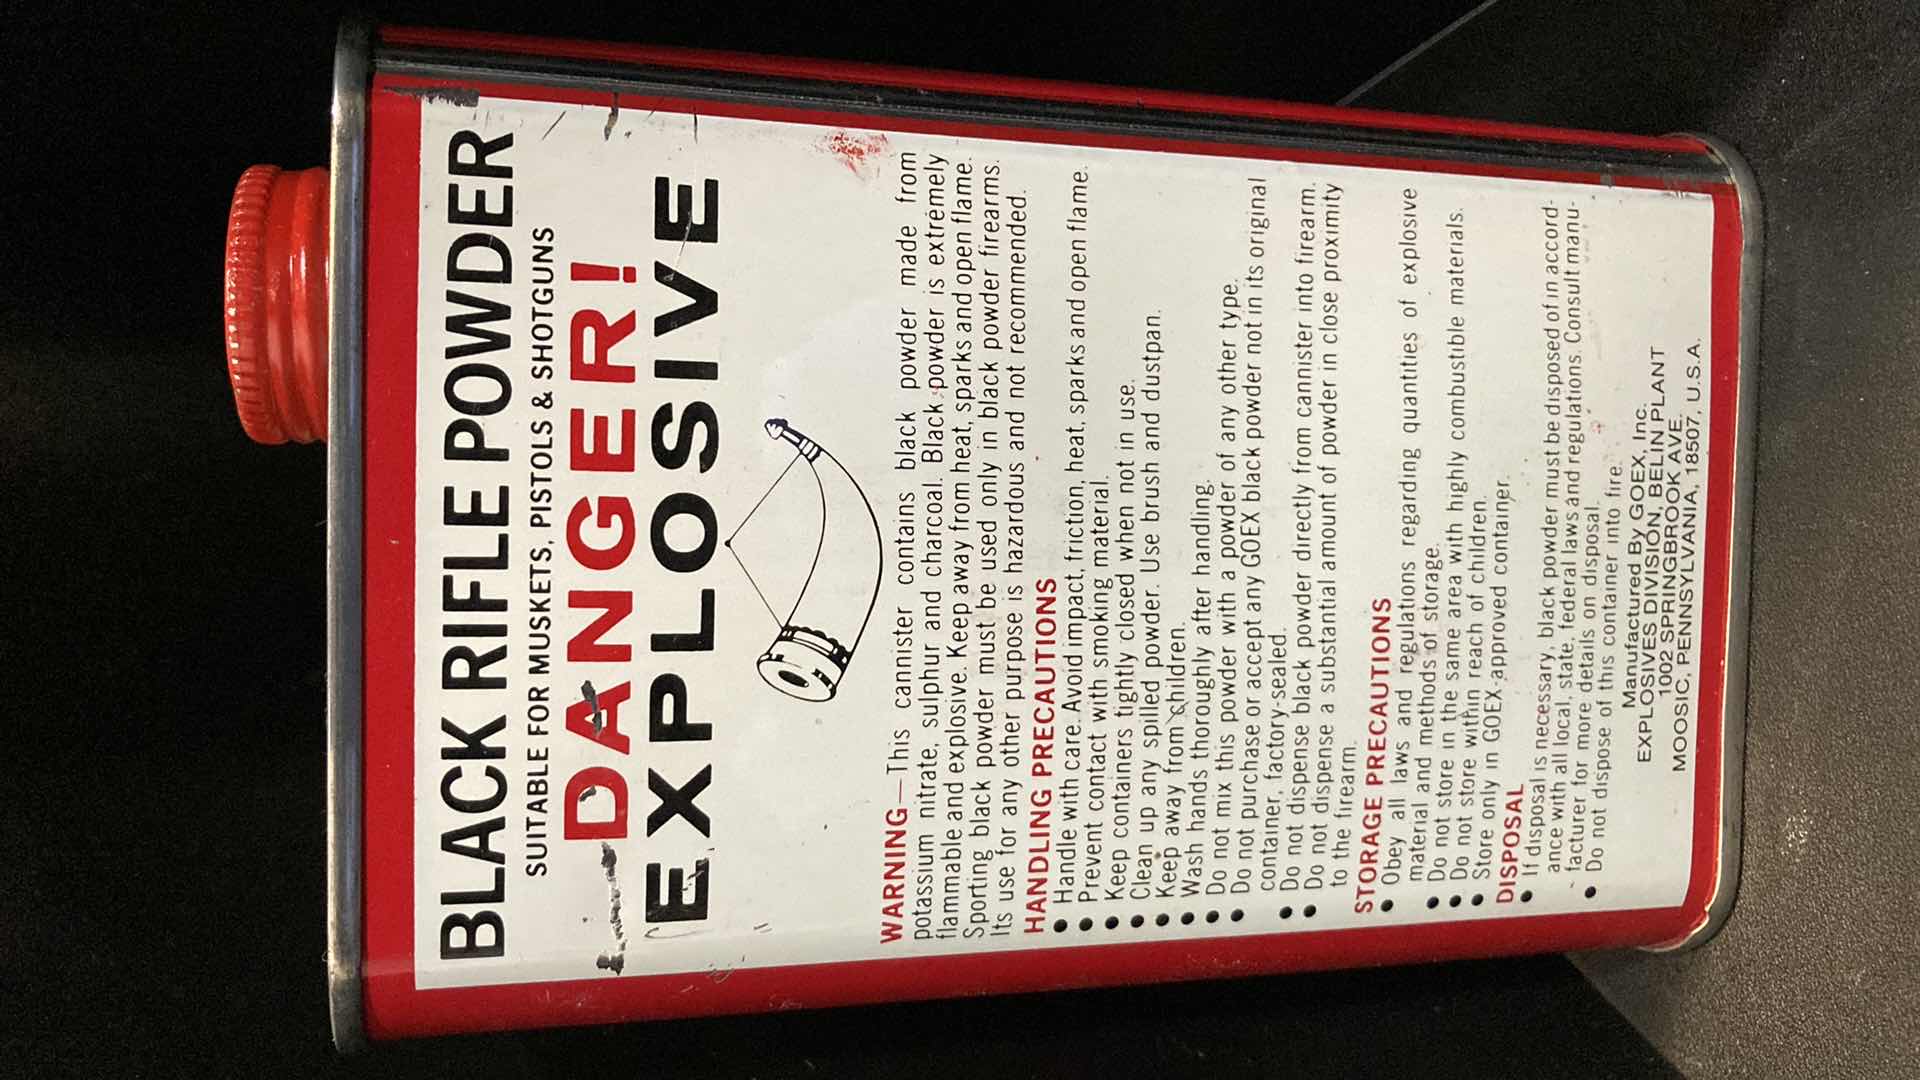 BLACK RIFLE POWDER
SUITABLE FOR MUSKETS, PISTOLS & SHOTGUNS
DANGER!
EXPLOSIVE
WARNING—This cannister contains black powder made from
potassium nitrate, sulphur and charcoal. Black powder is extremely
flammable and explosive. Keep away from heat, sparks and open flame.
Sporting black powder must be used only in black powder firearms.
Its use for any other purpose is hazardous and not recommended.
HANDLING PRECAUTIONS
• Handle with care. Avoid impact, friction, heat, sparks and open flame.
• Prevent contact with smoking material.
• Keep containers tightly closed when not in use.
• Clean up any spilled powder. Use brush and dustpan.
• Keep away from children.
• Wash hands thoroughly after handling.
• Do not mix this powder with a powder of any other type.
• Do not purchase or accept any GOEX black powder not in its original
container, factory-sealed.
• Do not dispense black powder directly from cannister into firearm.
• Do not dispense a substantial amount of powder in close proximity
to the firearm.
STORAGE PRECAUTIONS
• Obey all laws and regulations regarding quantities of explosive
material and methods of storage.
• Do not store in the same area with highly combustible materials.
• Do not store within reach of children.
• Store only in GOEX-approved container.
DISPOSAL
• If disposal is necessary, black powder must be disposed of in accord-
ance with all local, state, federal laws and regulations. Consult manu-
facturer for more details on disposal.
• Do not dispose of this container into fire.
Manufactured By GOEX, Inc.
EXPLOSIVES DIVISION, BELIN PLANT
1002 SPRINGBROOK AVE.
MOOSIC, PENNSYLVANIA, 18507, U.S.A.